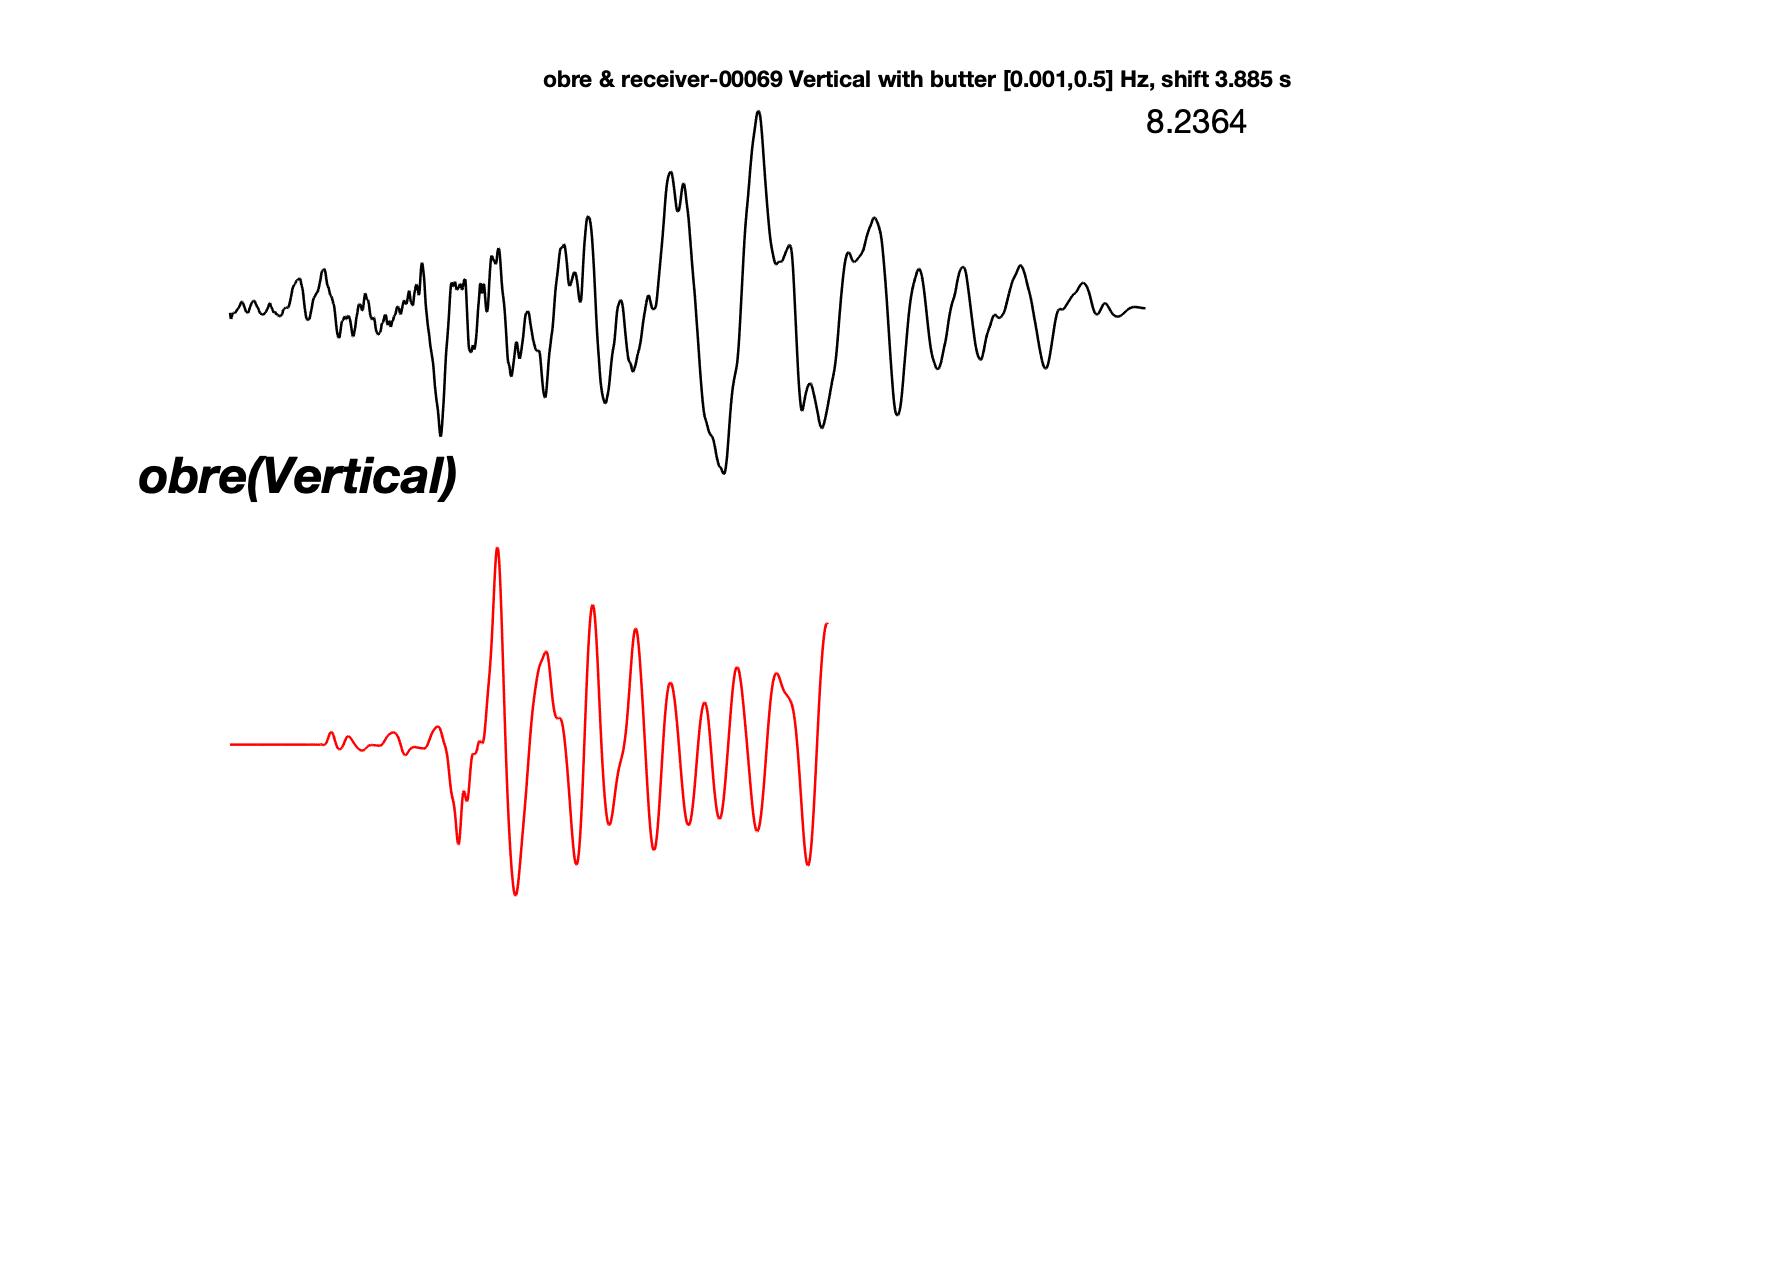 obre & receiver-00069 Vertical with butter [0.001,0.5] Hz, shift 3.885 s
8.2364
obre(Vertical)